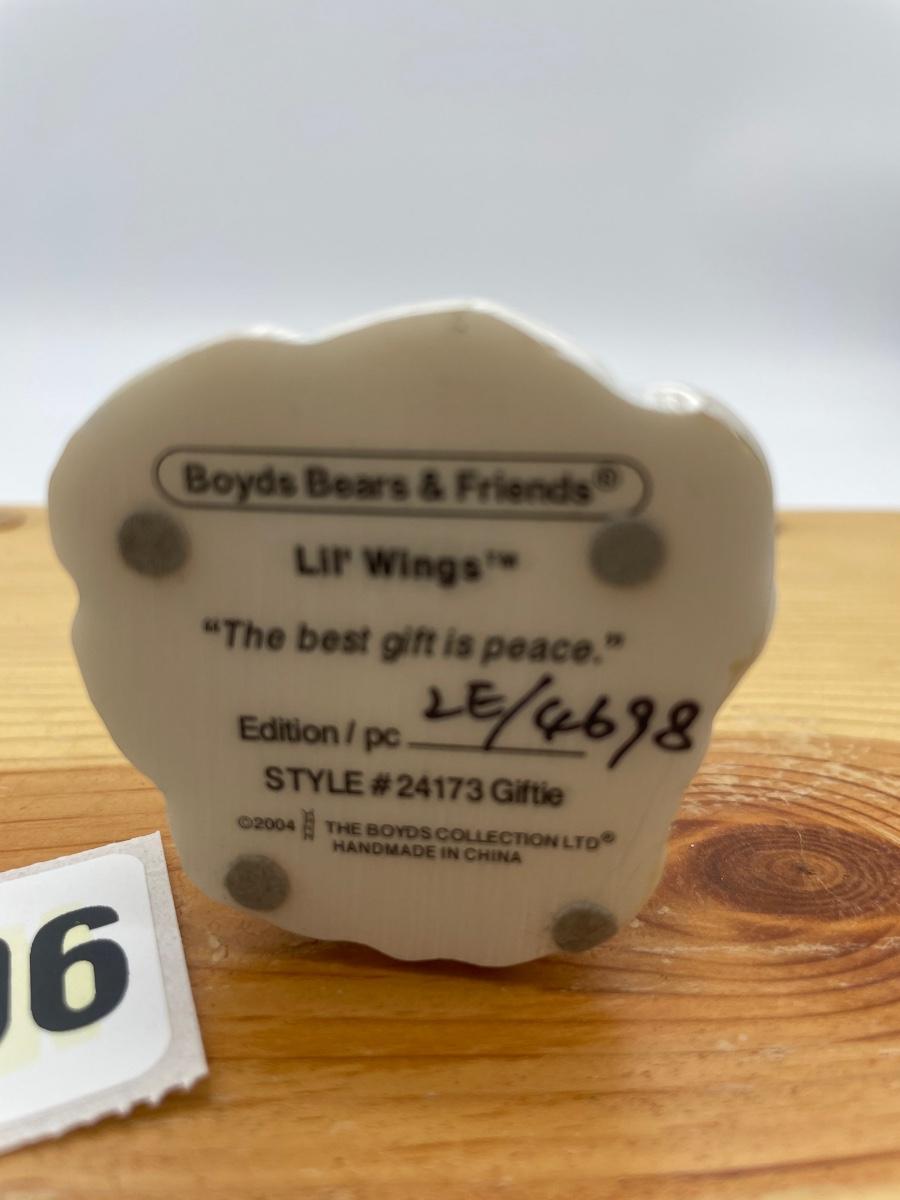 Boyds Bears & Friends®
Lil' Wings™
"The best gift is peace."
Edition / pc LE/4698
STYLE # 24173 Giftie
©2004 THE BOYDS COLLECTION LTD®
HANDMADE IN CHINA